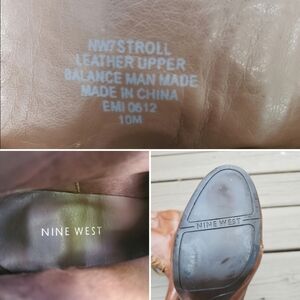 NW7STROLL
LEATHER UPPER
BALANCE MAN MADE
MADE IN CHINA
EMI 0612
10M
NINE WEST
NINE WEST